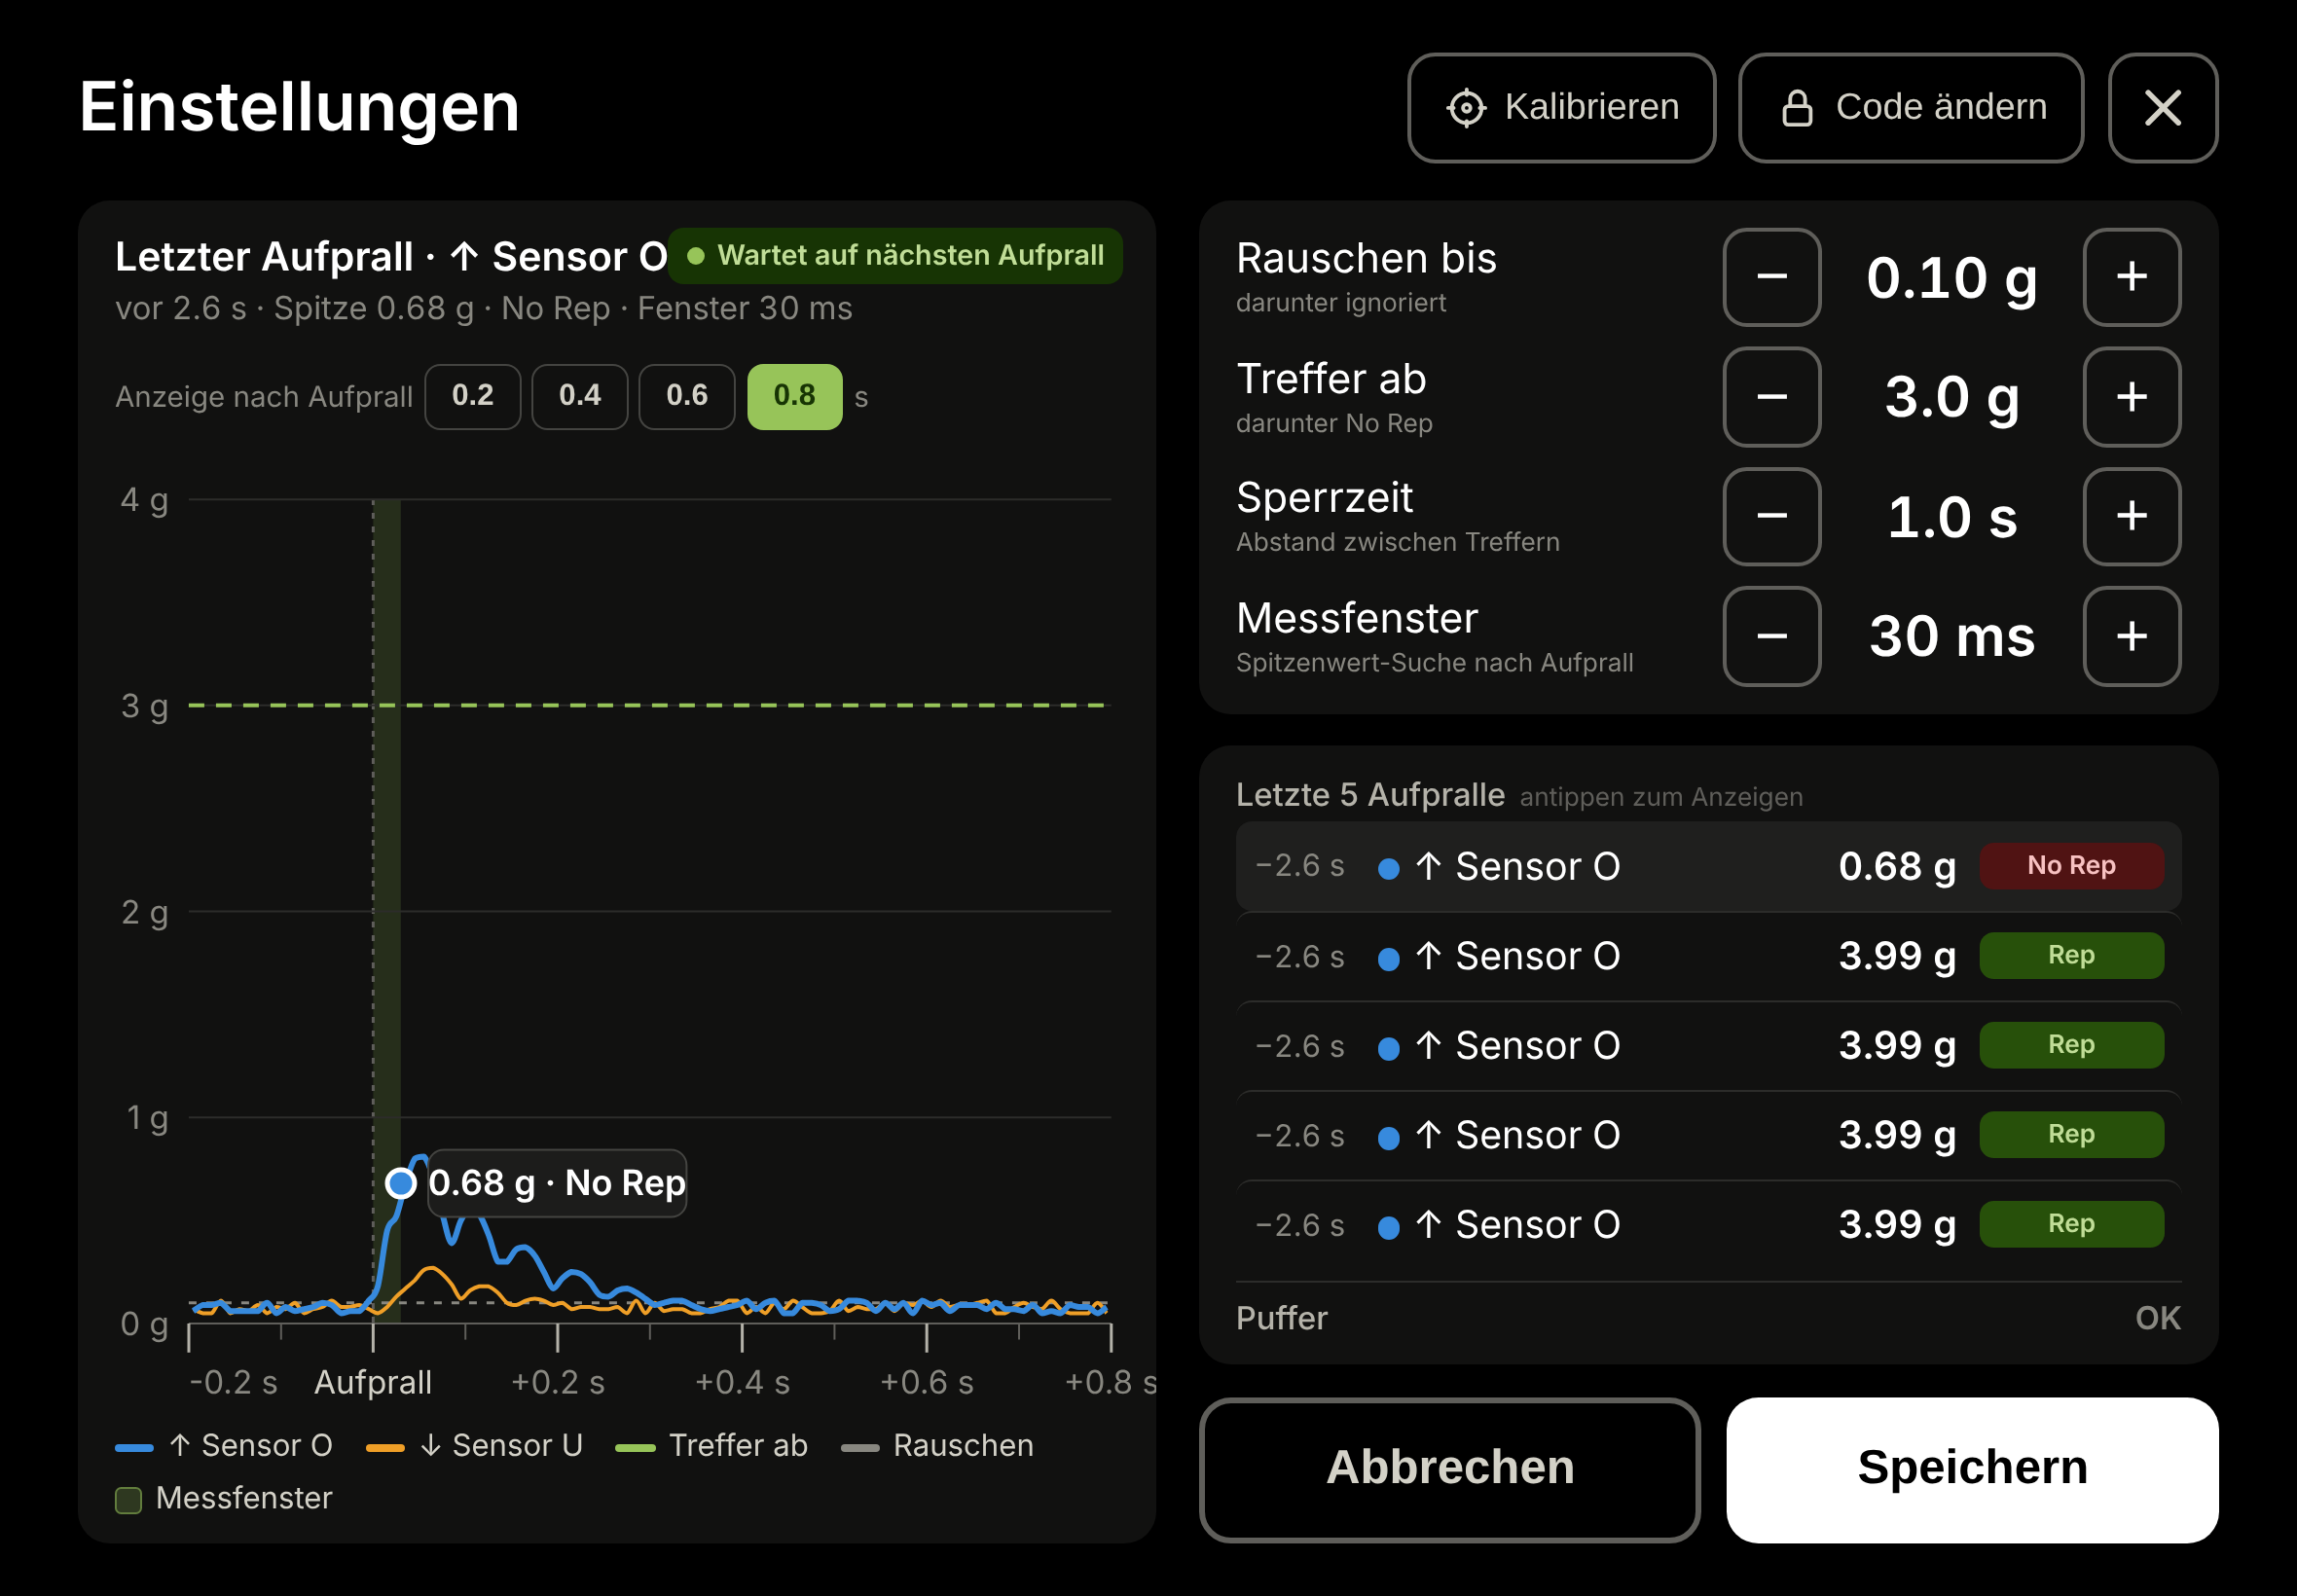 Einstellungen
Kalibrieren
Code ändern
Letzter Aufprall · ↑ Sensor O
Wartet auf nächsten Aufprall
vor 2.6 s · Spitze 0.68 g · No Rep · Fenster 30 ms
Anzeige nach Aufprall 0.2 0.4 0.6 0.8 s
4 g
3 g
2 g
1 g
0.68 g · No Rep
0 g
-0.2 s Aufprall +0.2 s +0.4 s +0.6 s +0.8 s
↑ Sensor O ↓ Sensor U Treffer ab Rauschen
Messfenster
Rauschen bis
darunter ignoriert
− 0.10 g +
Treffer ab
darunter No Rep
− 3.0 g +
Sperrzeit
Abstand zwischen Treffern
− 1.0 s +
Messfenster
Spitzenwert-Suche nach Aufprall
− 30 ms +
Letzte 5 Aufpralle antippen zum Anzeigen
−2.6 s ↑ Sensor O 0.68 g No Rep
−2.6 s ↑ Sensor O 3.99 g Rep
−2.6 s ↑ Sensor O 3.99 g Rep
−2.6 s ↑ Sensor O 3.99 g Rep
−2.6 s ↑ Sensor O 3.99 g Rep
Puffer OK
Abbrechen
Speichern